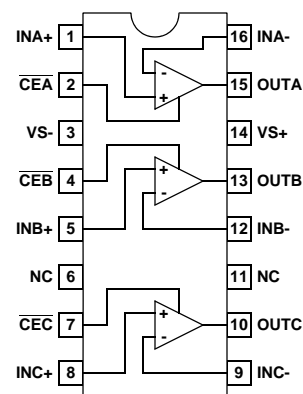 INA+ 1 16 INA-
CEA 2 - + 15 OUTA
VS- 3 14 VS+
CEB 4 + - 13 OUTB
INB+ 5 12 INB-
NC 6 11 NC
CEC 7 + - 10 OUTC
INC+ 8 9 INC-